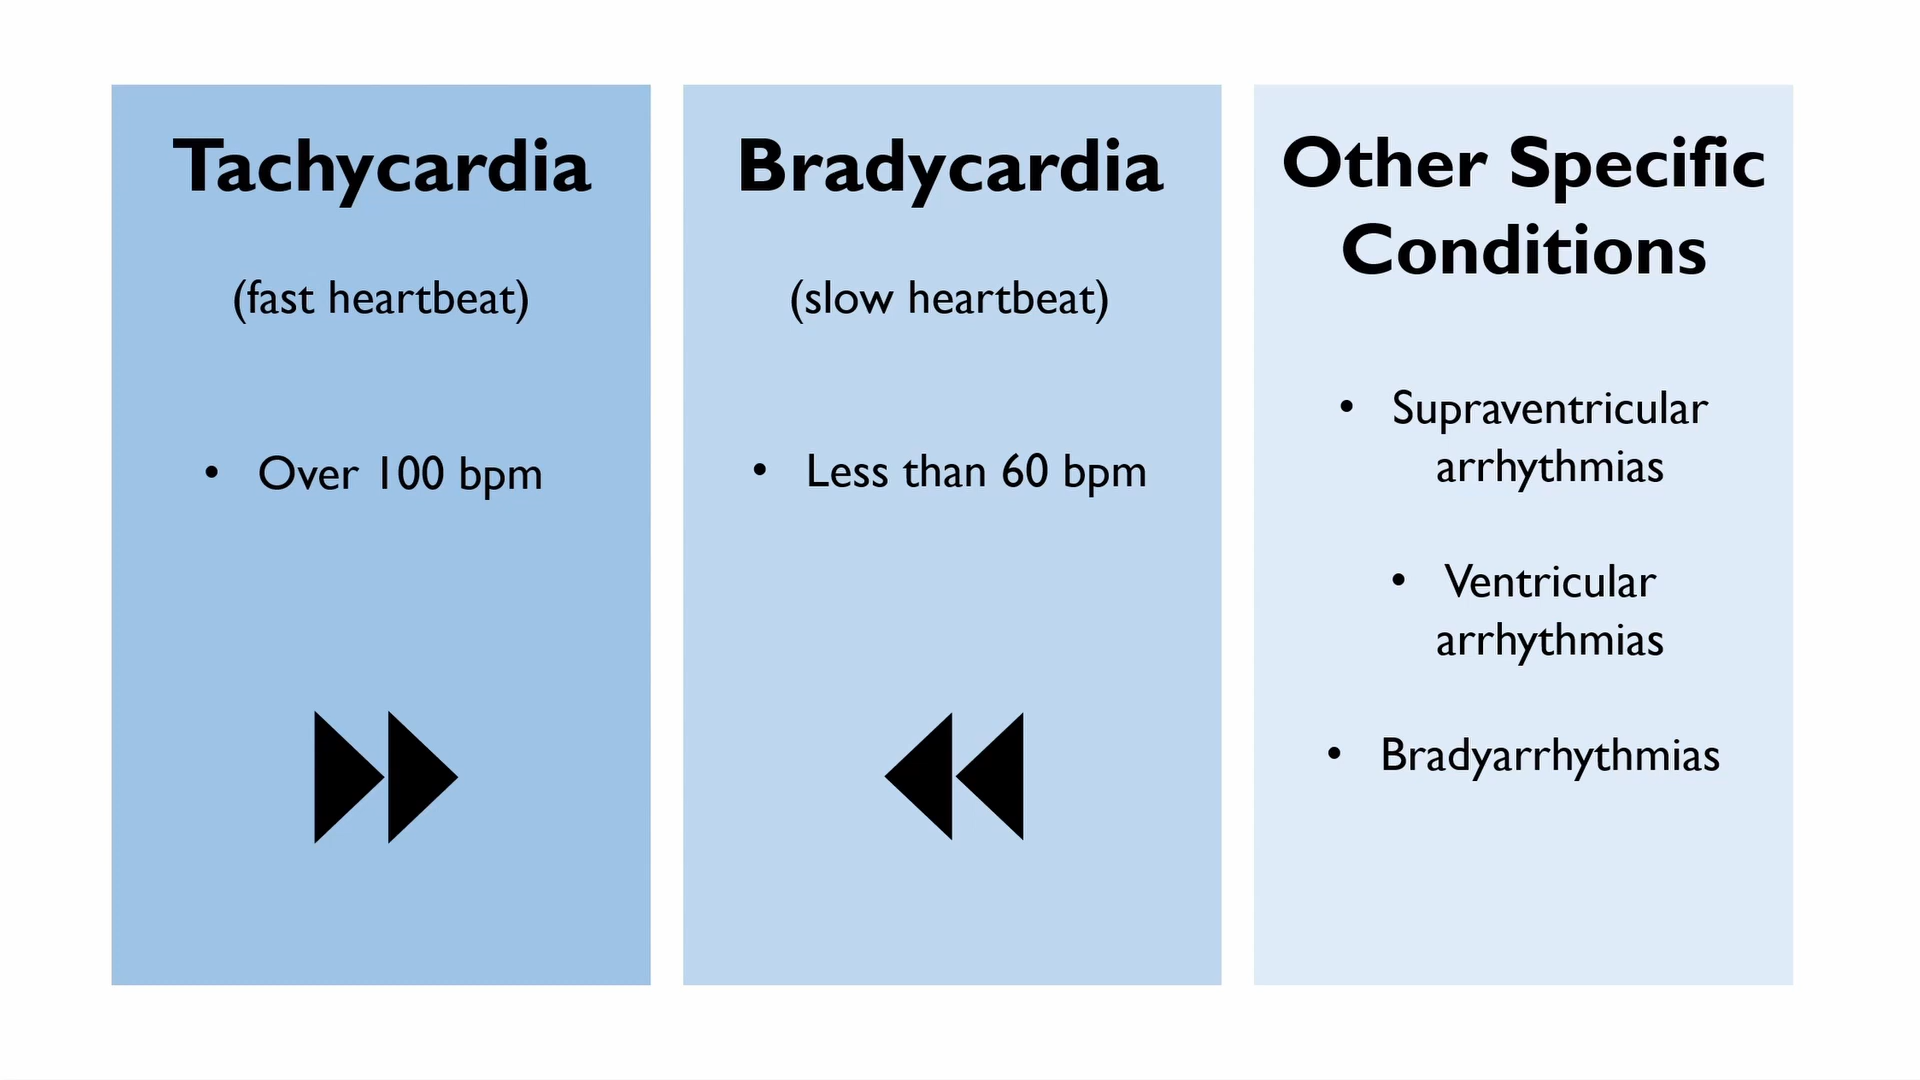 Tachycardia
(fast heartbeat)
• Over 100 bpm
Bradycardia
(slow heartbeat)
• Less than 60 bpm
Other Specific
Conditions
• Supraventricular
arrhythmias
• Ventricular
arrhythmias
• Bradyarrhythmias